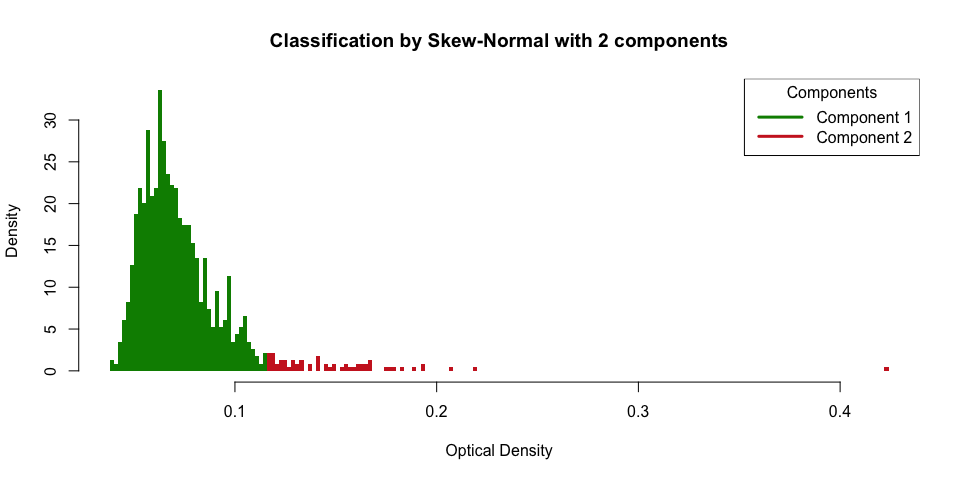 Classification by Skew-Normal with 2 components
Components
Component 1
Component 2
Density
30
25
20
15
10
5
0
0.1
0.2
0.3
0.4
Optical Density